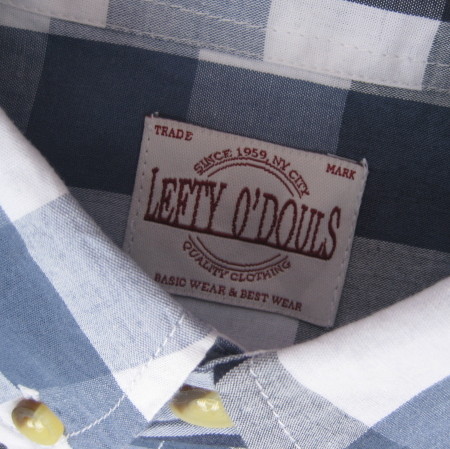 TRADE MARK
SINCE 1959, NY CITY
LEFTY O'DOULS
QUALITY CLOTHING
BASIC WEAR & BEST WEAR